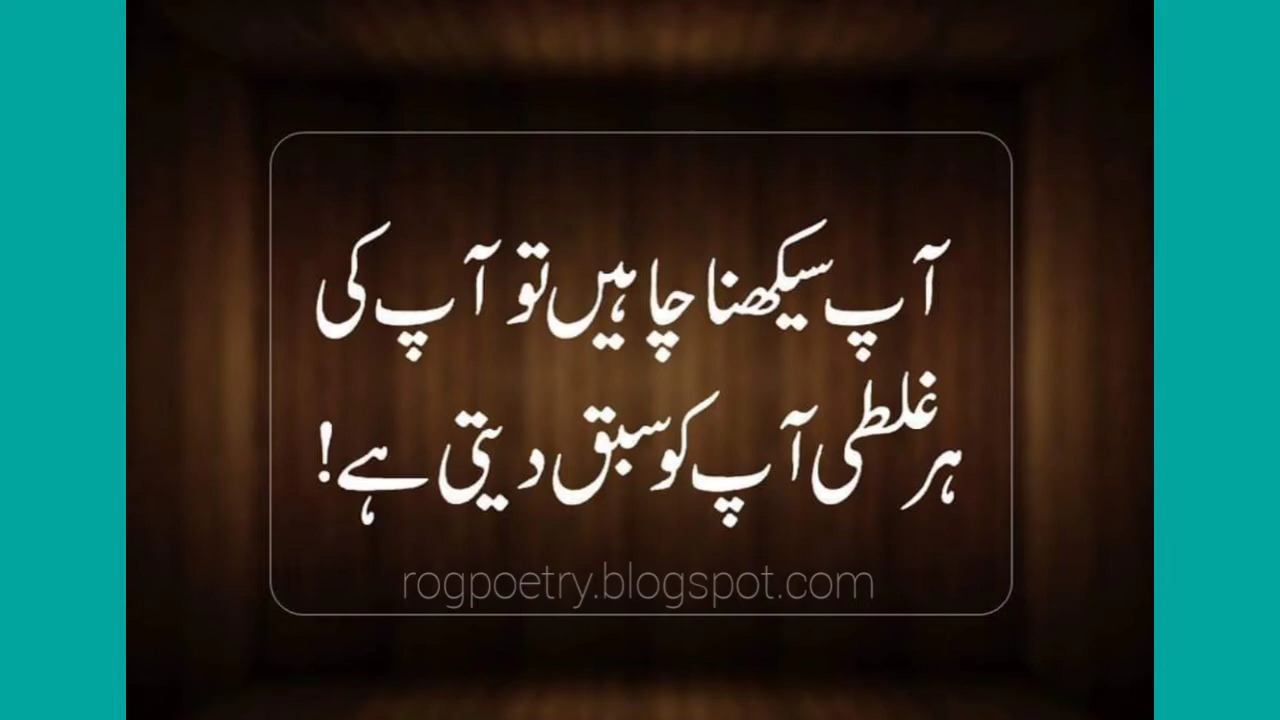 آپ سیکھنا چاہیں تو آپ کی
ہر غلطی آپ کو سبق دیتی ہے!
rogpoetry.blogspot.com